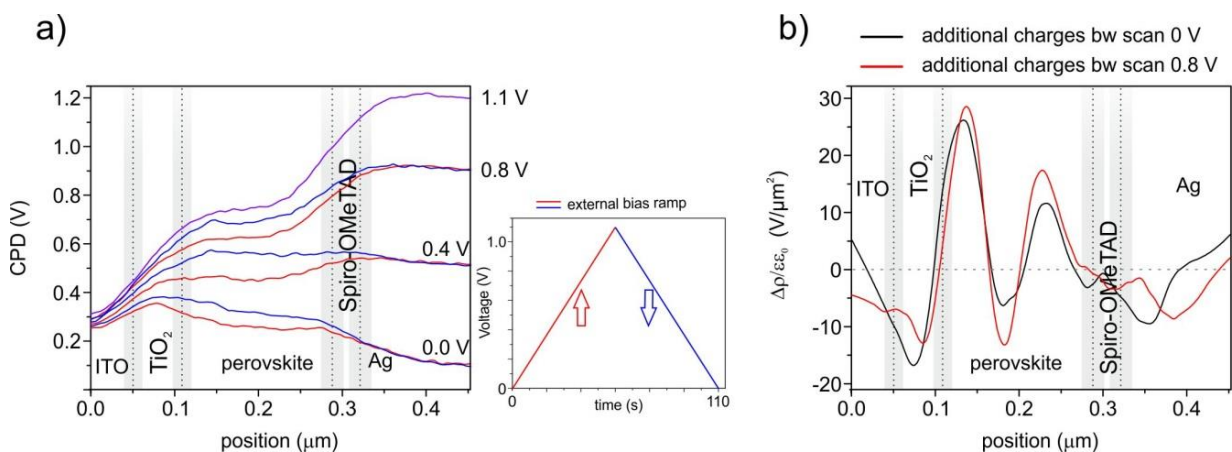 a)
CPD (V)
1.2
1.0
0.8
0.6
0.4
0.2
1.1 V
0.8 V
0.4 V
0.0 V
ITO
TiO2
perovskite
Spiro-OMeTAD
Ag
0.0
0.1
0.2
0.3
0.4
position (μm)
external bias ramp
Voltage (V)
1.0
0
0
110
time (s)
b)
additional charges bw scan 0 V
additional charges bw scan 0.8 V
Δρ/εε0 (V/μm²)
30
20
10
0
-10
-20
ITO
TiO2
perovskite
Spiro-OMeTAD
Ag
0.0
0.1
0.2
0.3
0.4
position (μm)